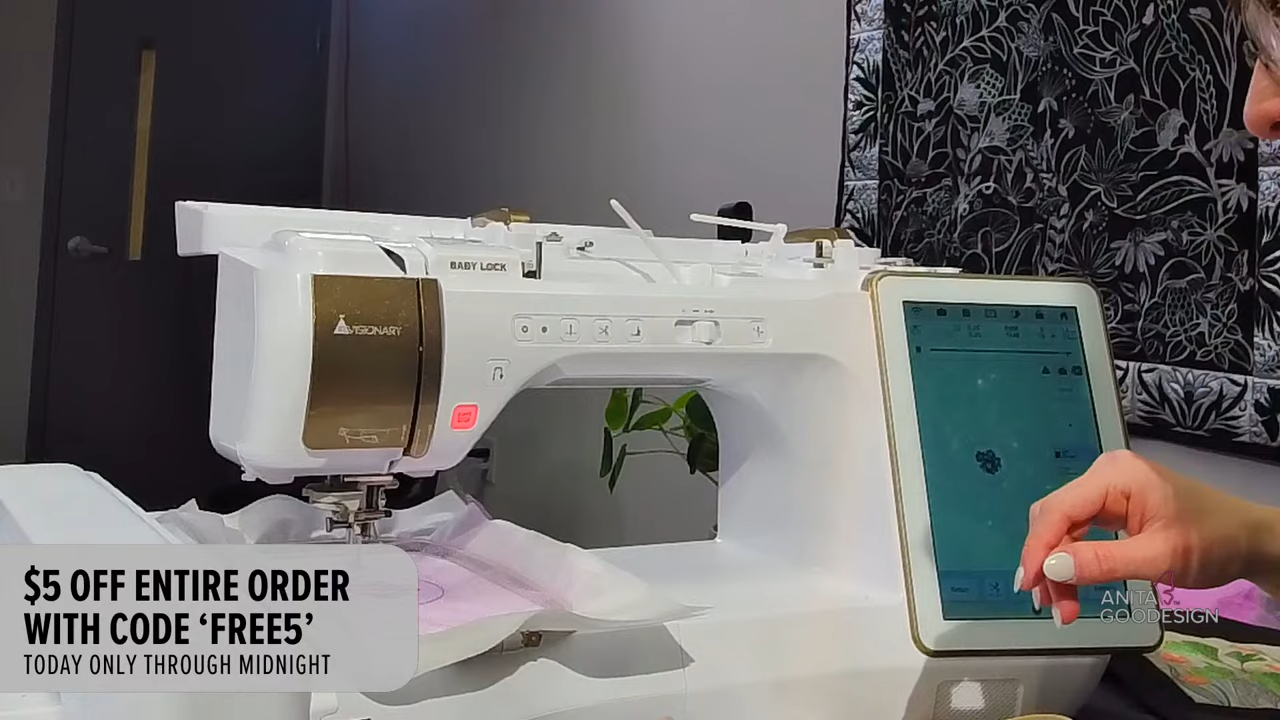 BABY LOCK
VISIONARY
$5 OFF ENTIRE ORDER
WITH CODE ‘FREE5’
TODAY ONLY THROUGH MIDNIGHT
ANITA
GOODESIGN